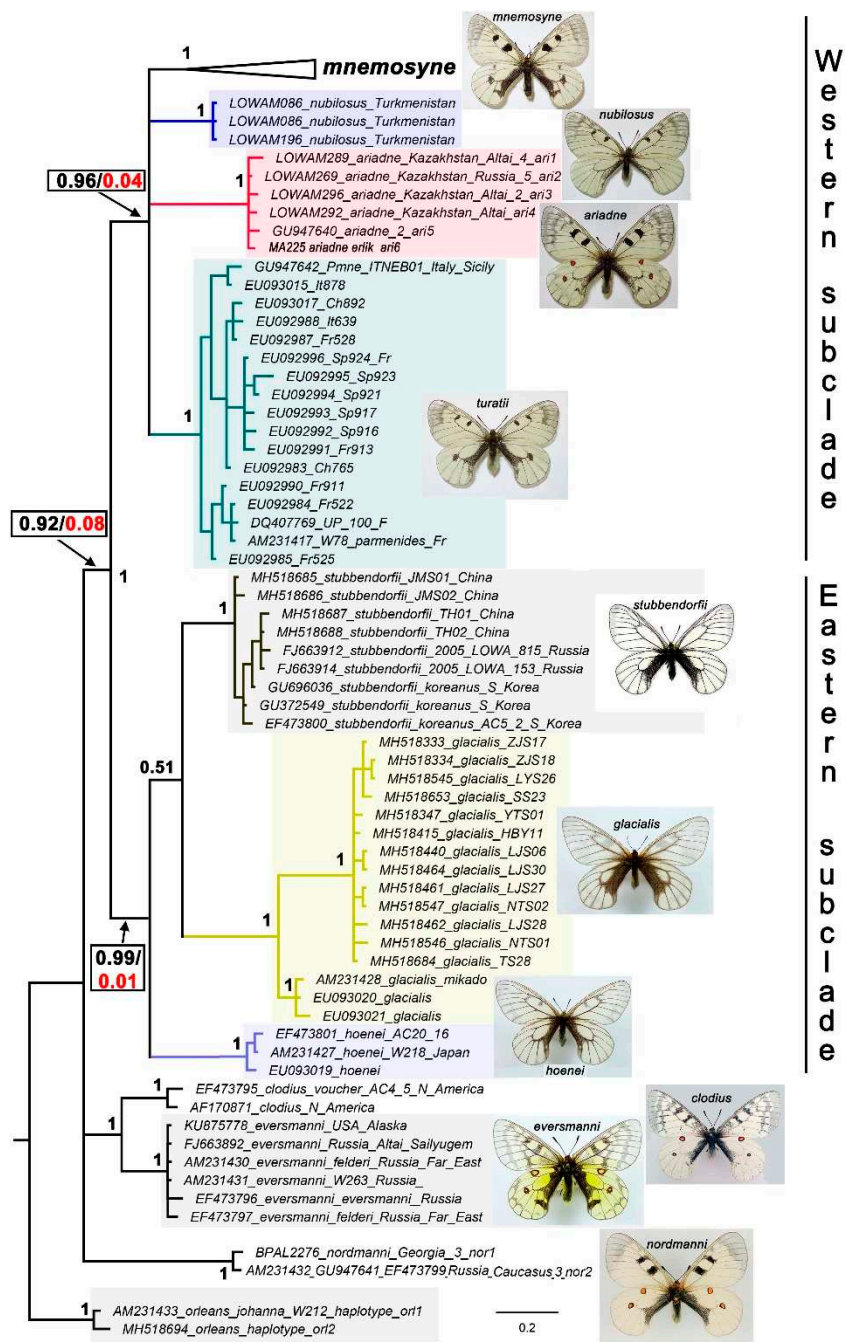 1
mnemosyne
mnemosyne
1
LOWAM086_nubilosus_Turkmenistan
LOWAM086_nubilosus_Turkmenistan
LOWAM196_nubilosus_Turkmenistan
nubilosus
0.96/0.04
1
LOWAM289_ariadne_Kazakhstan_Altai_4_ari1
LOWAM269_ariadne_Kazakhstan_Russia_5_ari2
LOWAM296_ariadne_Kazakhstan_Altai_2_ari3
LOWAM292_ariadne_Kazakhstan_Altai_ari4
GU947640_ariadne_2_ari5
MA225 ariadne erlik ari6
ariadne
1
GU947642_Pmne_ITNEB01_Italy_Sicily
EU093015_It878
EU093017_Ch892
EU092988_It639
EU092987_Fr528
EU092996_Sp924_Fr
EU092995_Sp923
EU092994_Sp921
EU092993_Sp917
EU092992_Sp916
EU092991_Fr913
EU092983_Ch765
EU092990_Fr911
EU092984_Fr522
DQ407769_UP_100_F
AM231417_W78_parmenides_Fr
EU092985_Fr525
turatii
Western subclade
0.92/0.08
1
1
MH518685_stubbendorfii_JMS01_China
MH518686_stubbendorfii_JMS02_China
MH518687_stubbendorfii_TH01_China
MH518688_stubbendorfii_TH02_China
FJ663912_stubbendorfii_2005_LOWA_815_Russia
FJ663914_stubbendorfii_2005_LOWA_153_Russia
GU696036_stubbendorfii_koreanus_S_Korea
GU372549_stubbendorfii_koreanus_S_Korea
EF473800_stubbendorfii_koreanus_AC5_2_S_Korea
stubbendorfii
0.51
1
1
MH518333_glacialis_ZJS17
MH518334_glacialis_ZJS18
MH518545_glacialis_LYS26
MH518653_glacialis_SS23
MH518347_glacialis_YTS01
MH518415_glacialis_HBY11
MH518440_glacialis_LJS06
MH518464_glacialis_LJS30
MH518461_glacialis_LJS27
MH518547_glacialis_NTS02
MH518462_glacialis_LJS28
MH518546_glacialis_NTS01
MH518684_glacialis_TS28
1
AM231428_glacialis_mikado
EU093020_glacialis
EU093021_glacialis
glacialis
0.99/
0.01
1
EF473801_hoenei_AC20_16
AM231427_hoenei_W218_Japan
EU093019_hoenei
hoenei
Eastern subclade
1
1
EF473795_clodius_voucher_AC4_5_N_America
AF170871_clodius_N_America
clodius
1
KU875778_eversmanni_USA_Alaska
FJ663892_eversmanni_Russia_Altai_Sailyugem
AM231430_eversmanni_felderi_Russia_Far_East
AM231431_eversmanni_W263_Russia_
EF473796_eversmanni_eversmanni_Russia
EF473797_eversmanni_felderi_Russia_Far_East
eversmanni
1
BPAL2276_nordmanni_Georgia_3_nor1
AM231432_GU947641_EF473799_Russia_Caucasus_3_nor2
nordmanni
1
AM231433_orleans_johanna_W212_haplotype_orl1
MH518694_orleans_haplotype_orl2
0.2